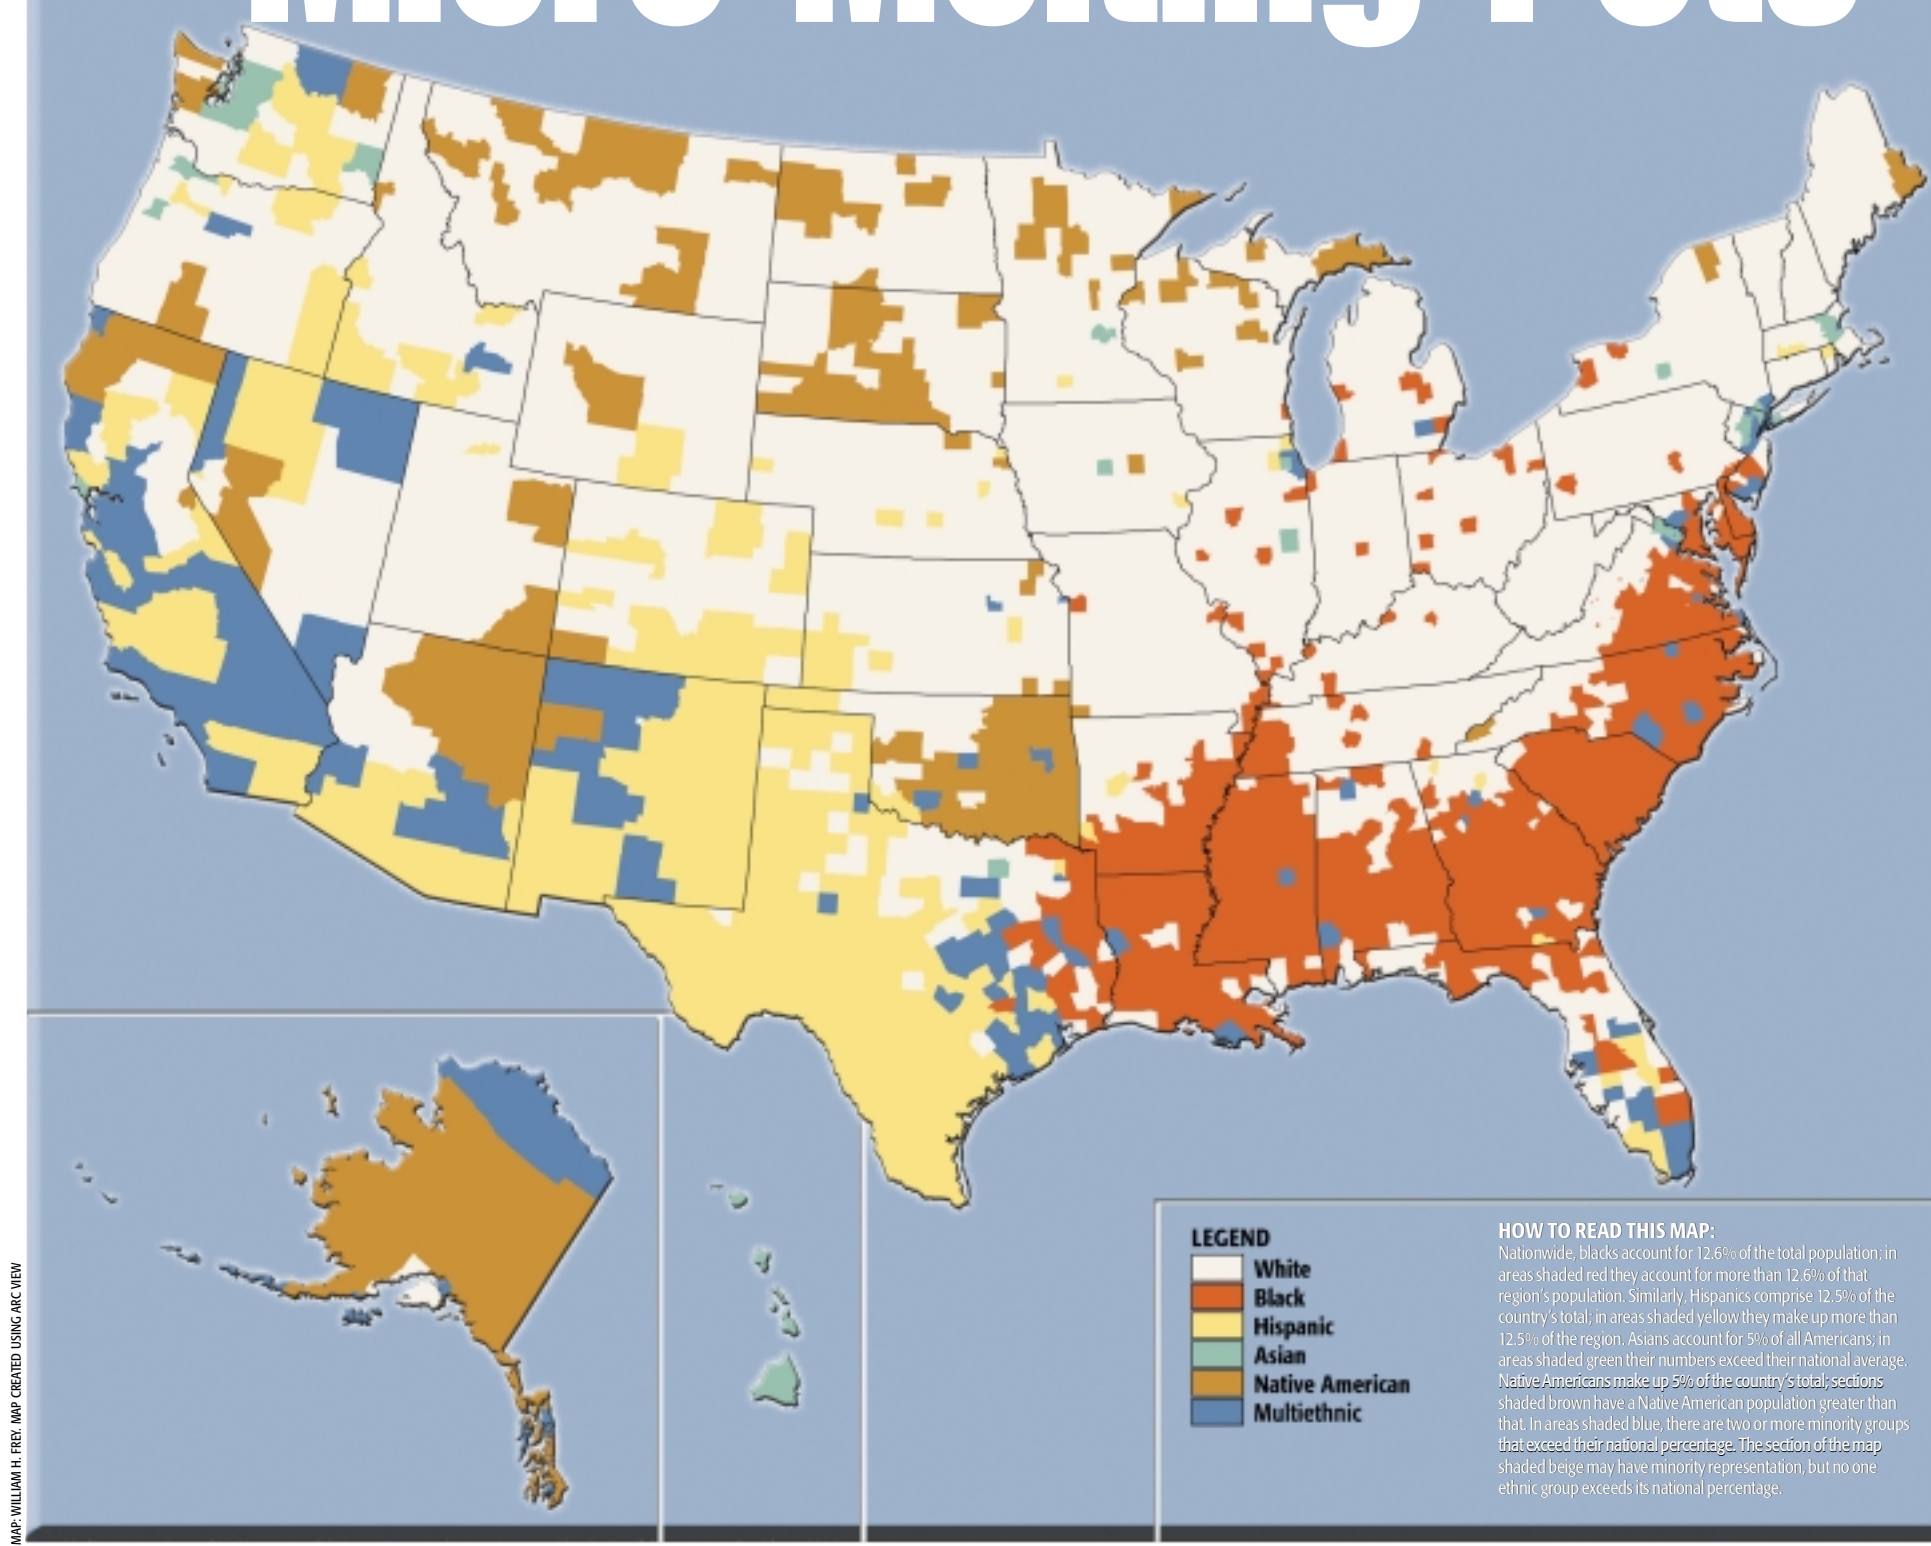 LEGEND
White
Black
Hispanic
Asian
Native American
Multiethnic
HOW TO READ THIS MAP:
Nationwide, blacks account for 12.6% of the total population; in
areas shaded red they account for more than 12.6% of that
region's population. Similarly, Hispanics comprise 12.5% of the
country's total; in areas shaded yellow they make up more than
12.5% of the region. Asians account for 5% of all Americans; in
areas shaded green their numbers exceed their national average.
Native Americans make up 5% of the country's total; sections
shaded brown have a Native American population greater than
that. In areas shaded blue, there are two or more minority groups
that exceed their national percentage. The section of the map
shaded beige may have minority representation, but no one
ethnic group exceeds its national percentage.
MAP: WILLIAM H. FREY. MAP CREATED USING ARC VIEW